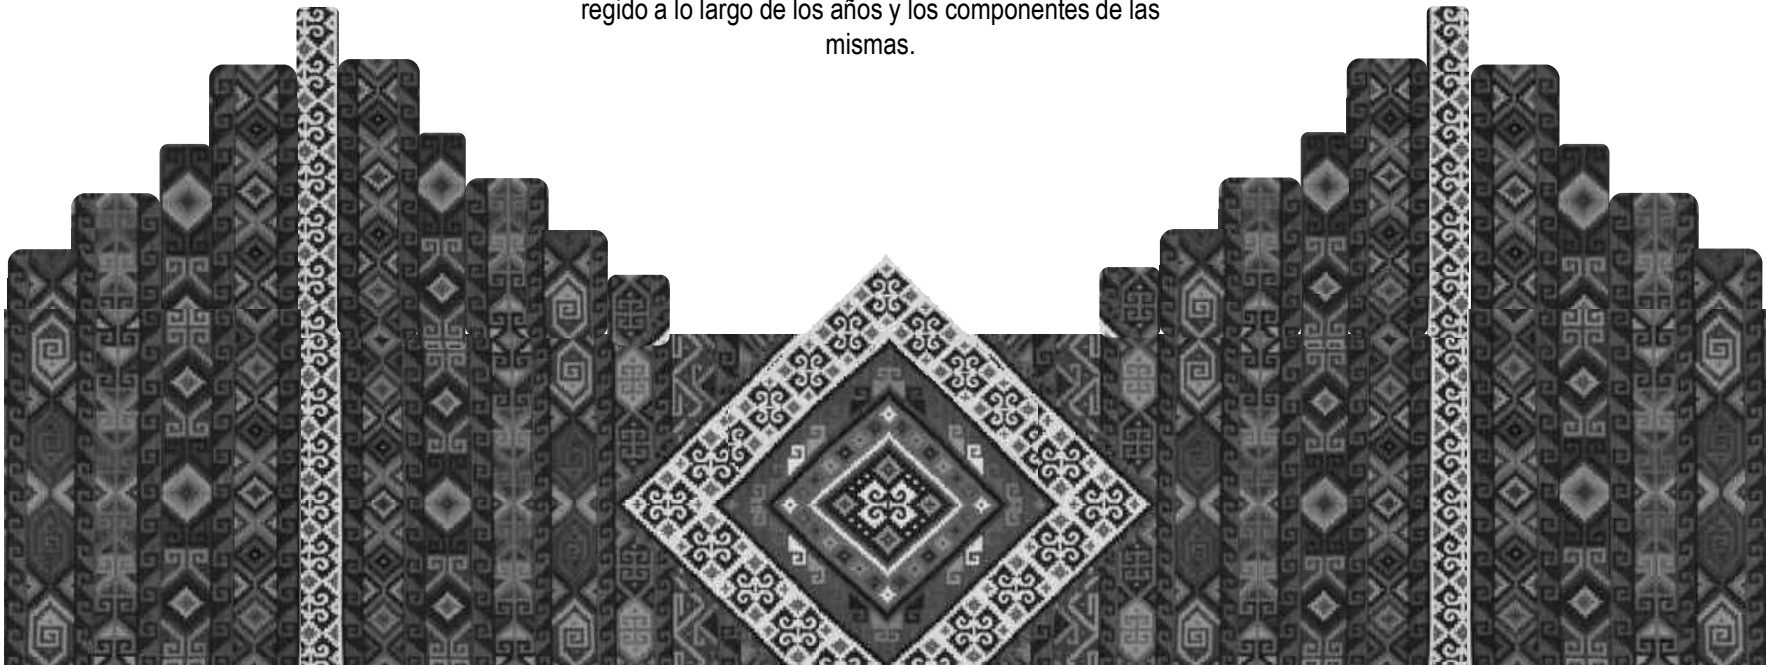 regido a lo largo de los años y los componentes de las
mismas.